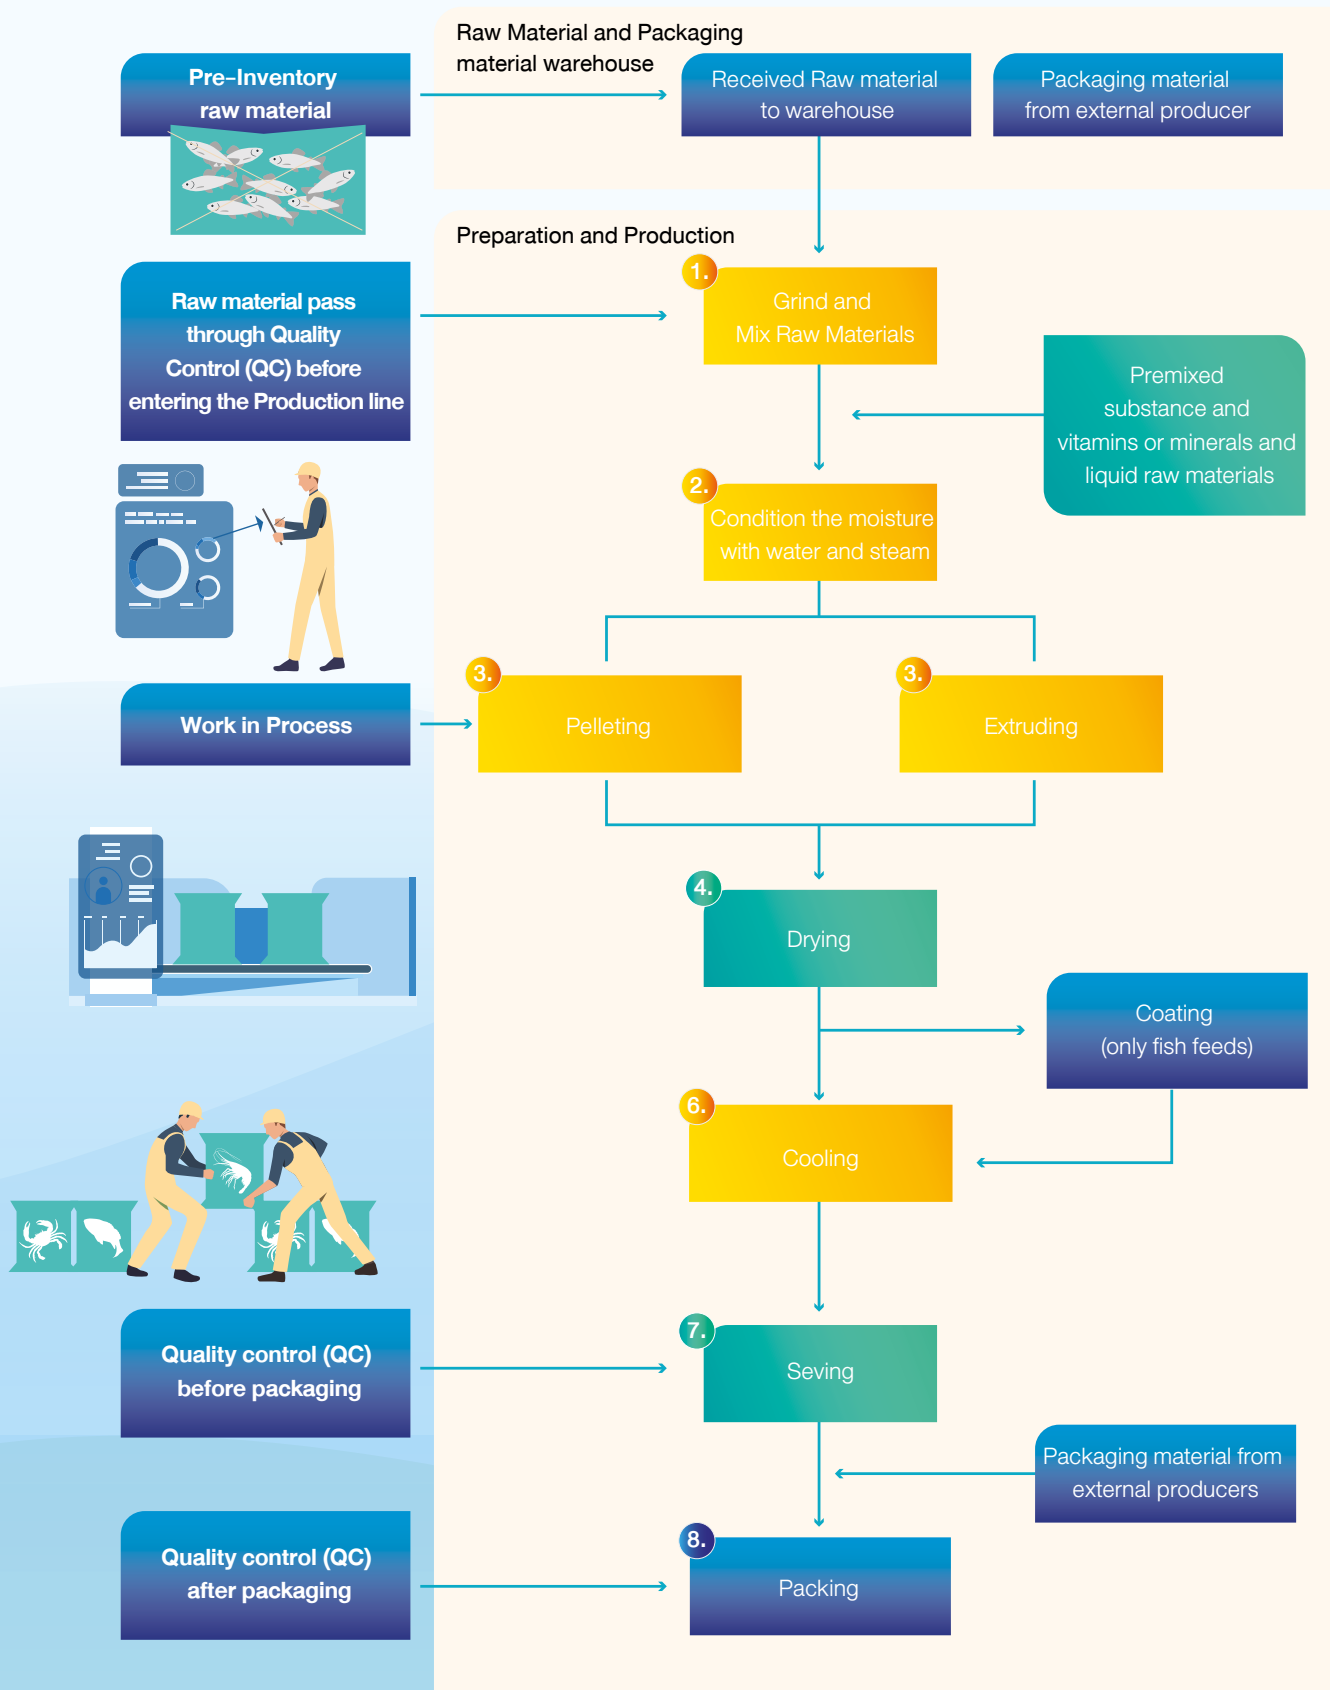 Raw Material and Packaging
material warehouse
Pre-Inventory
raw material
Received Raw material
to warehouse
Packaging material
from external producer
Preparation and Production
Raw material pass
through Quality
Control (QC) before
entering the Production line
1.
Grind and
Mix Raw Materials
Premixed
substance and
vitamins or minerals and
liquid raw materials
2.
Condition the moisture
with water and steam
Work in Process
3.
Pelleting
3.
Extruding
4.
Drying
Coating
(only fish feeds)
6.
Cooling
Quality control (QC)
before packaging
7.
Seving
Packaging material from
external producers
Quality control (QC)
after packaging
8.
Packing